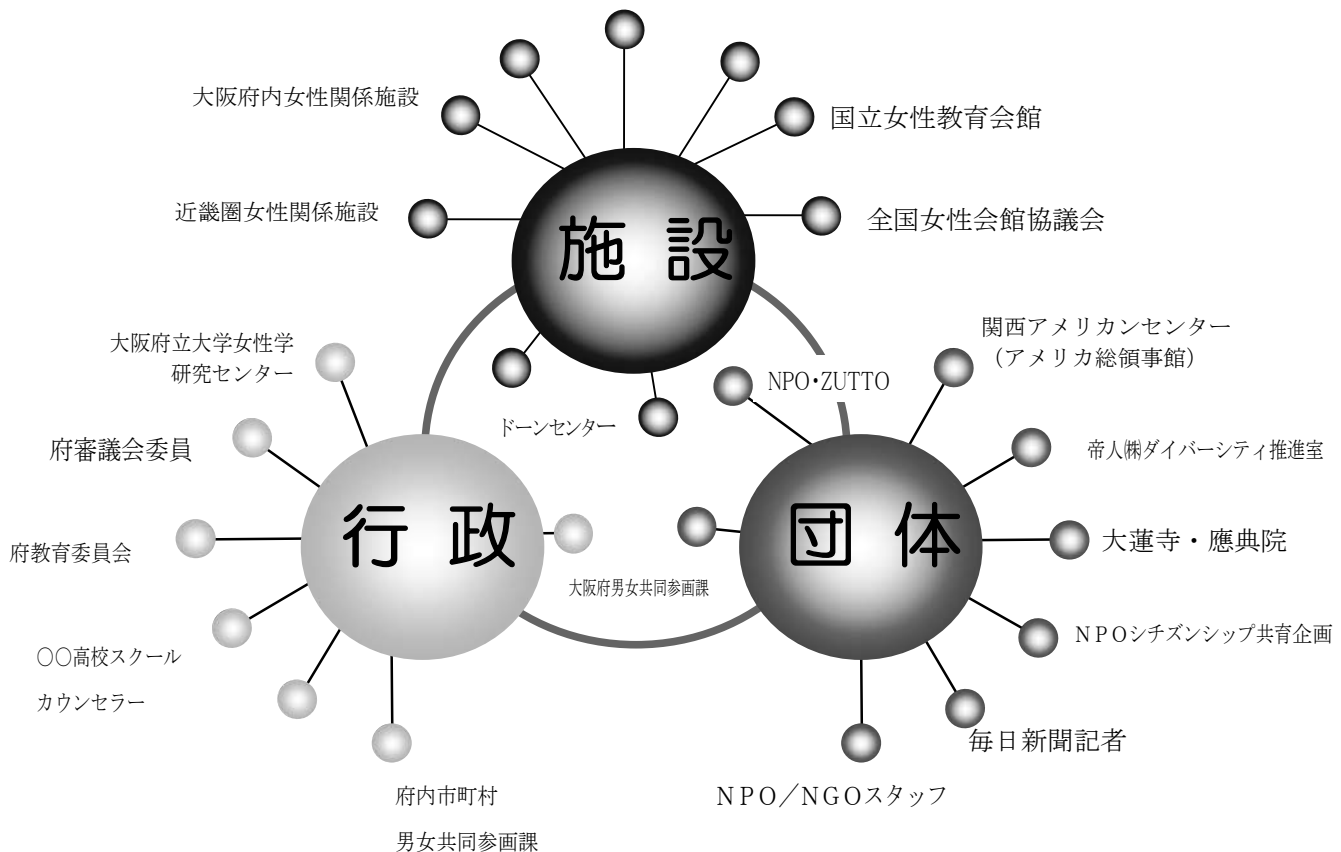 大阪府内女性関係施設
国立女性教育会館
近畿圏女性関係施設
全国女性会館協議会
施 設
関西アメリカンセンター
（アメリカ総領事館）
大阪府立大学女性学
研究センター
NPO・ZUTTO
ドーンセンター
府審議会委員
帝人㈱ダイバーシティ推進室
行 政
団 体
大蓮寺・應典院
府教育委員会
大阪府男女共同参画課
NPOシチズンシップ共育企画
〇〇高校スクール
カウンセラー
毎日新聞記者
府内市町村
男女共同参画課
NPO／NGOスタッフ